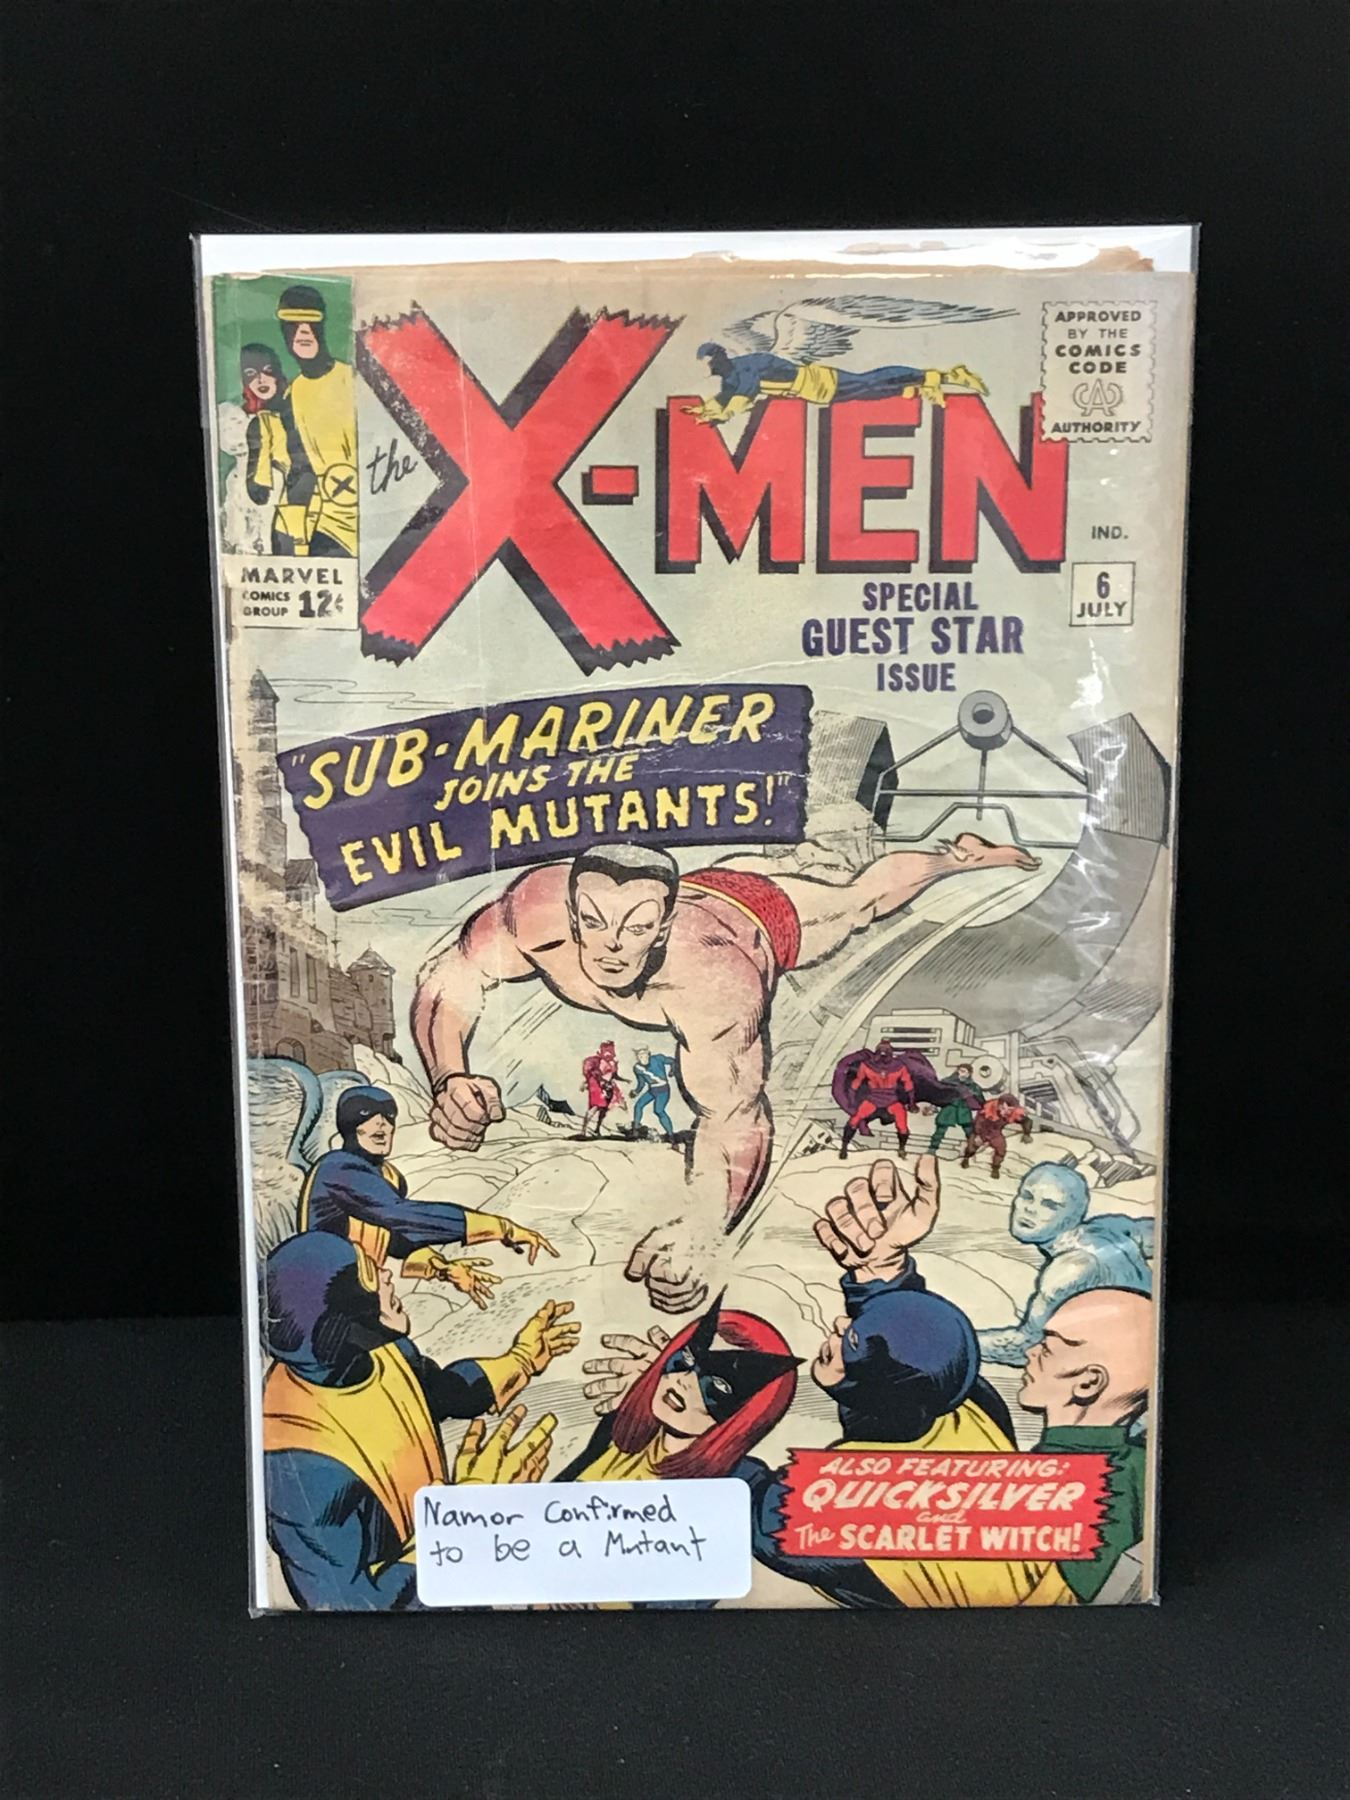 APPROVED
BY THE
COMICS
CODE
CA
AUTHORITY
the X-MEN
IND.
MARVEL
COMICS
GROUP 12¢
6
JULY
SPECIAL
GUEST STAR
ISSUE
"SUB-MARINER
JOINS THE
EVIL MUTANTS!"
X
ALSO FEATURING:
QUICKSILVER
and
The SCARLET WITCH!
Namor Confirmed
to be a Mutant